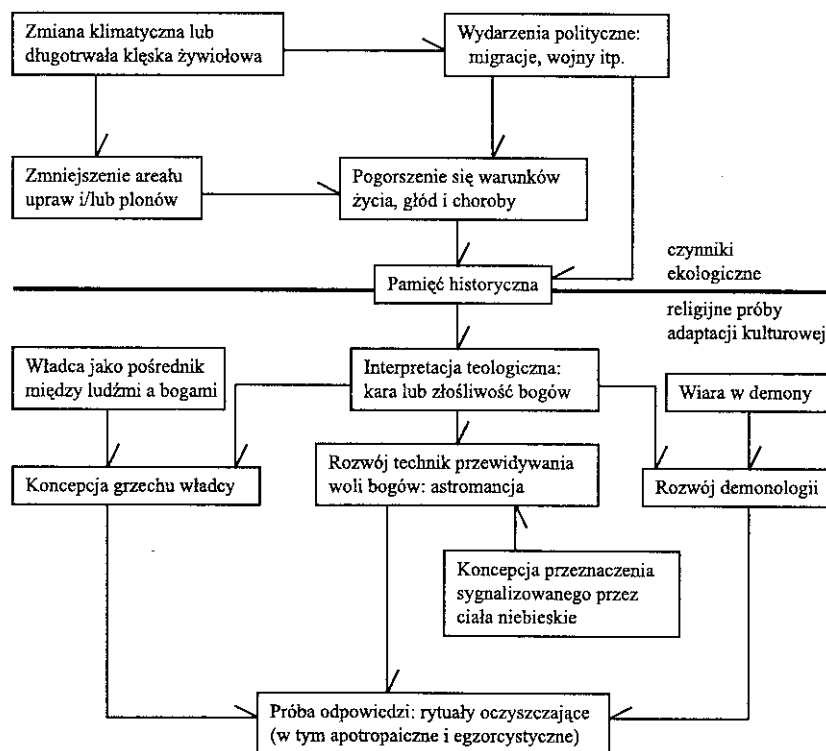 Zmiana klimatyczna lub
długotrwała klęska żywiołowa
Wydarzenia polityczne:
migracje, wojny itp.
Zmniejszenie areału
upraw i/lub plonów
Pogorszenie się warunków
życia, głód i choroby
Pamięć historyczna
czynniki
ekologiczne
religijne próby
adaptacji kulturowej
Władca jako pośrednik
między ludźmi a bogami
Interpretacja teologiczna:
kara lub złośliwość bogów
Wiara w demony
Koncepcja grzechu władcy
Rozwój technik przewidywania
woli bogów: astromancja
Rozwój demonologii
Koncepcja przeznaczenia
sygnalizowanego przez
ciała niebieskie
Próba odpowiedzi: rytuały oczyszczające
(w tym apotropaiczne i egzorcystyczne)